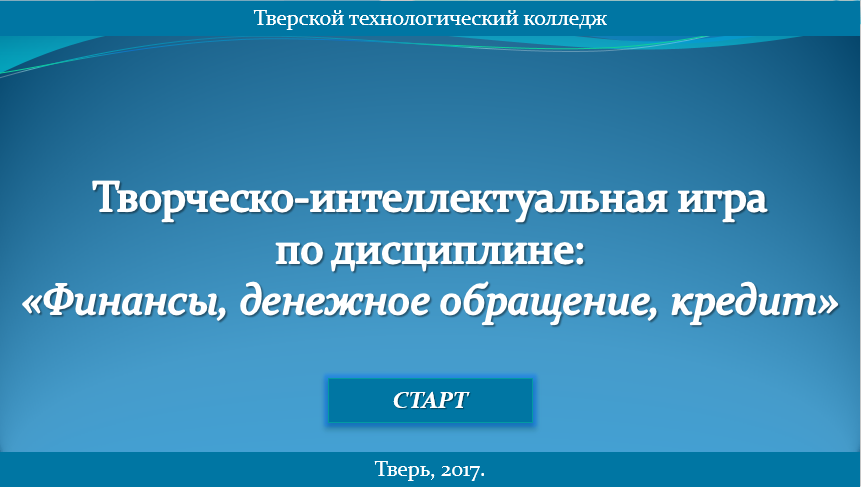 Тверской технологический колледж
Творческо-интеллектуальная игра
по дисциплине:
«Финансы, денежное обращение, кредит»
СТАРТ
Тверь, 2017.